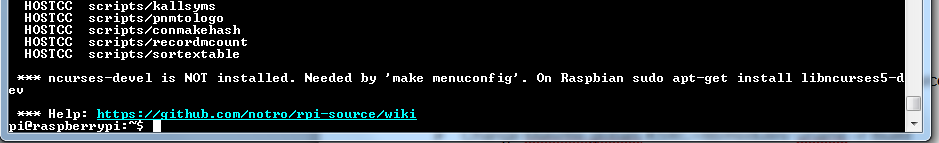 HOSTCC scripts/kallsyms
HOSTCC scripts/pnmtologo
HOSTCC scripts/conmakehash
HOSTCC scripts/recordmcount
HOSTCC scripts/sortextable
*** ncurses-devel is NOT installed. Needed by 'make menuconfig'. On Raspbian sudo apt-get install libncurses5-d
ev
*** Help: https://github.com/notro/rpi-source/wiki
pi@raspberrypi:~$